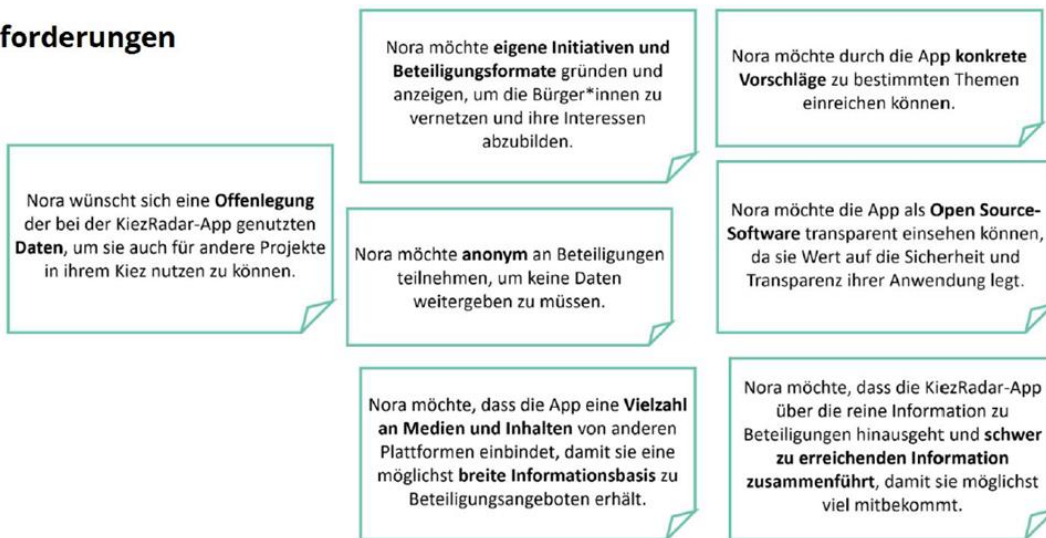 forderungen
Nora möchte eigene Initiativen und
Beteiligungsformate gründen und
anzeigen, um die Bürger*innen zu
vernetzen und ihre Interessen
abzubilden.
Nora möchte durch die App konkrete
Vorschläge zu bestimmten Themen
einreichen können.
Nora wünscht sich eine Offenlegung
der bei der KiezRadar-App genutzten
Daten, um sie auch für andere Projekte
in ihrem Kiez nutzen zu können.
Nora möchte anonym an Beteiligungen
teilnehmen, um keine Daten
weitergeben zu müssen.
Nora möchte die App als Open Source-
Software transparent einsehen können,
da sie Wert auf die Sicherheit und
Transparenz ihrer Anwendung legt.
Nora möchte, dass die App eine Vielzahl
an Medien und Inhalten von anderen
Plattformen einbindet, damit sie eine
möglichst breite Informationsbasis zu
Beteiligungsangeboten erhält.
Nora möchte, dass die KiezRadar-App
über die reine Information zu
Beteiligungen hinausgeht und schwer
zu erreichenden Information
zusammenführt, damit sie möglichst
viel mitbekommt.